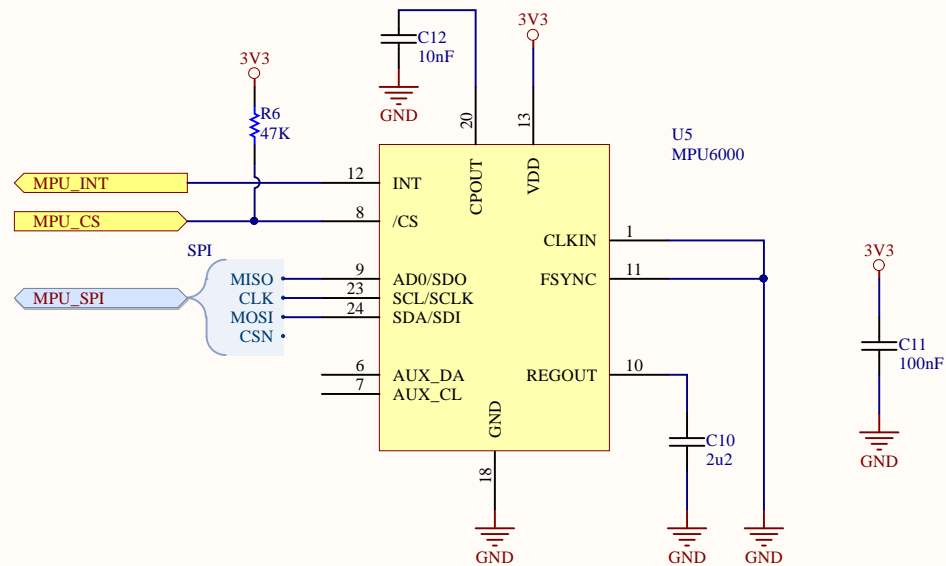 C12
10nF
GND
3V3
3V3
R6
47K
20
13
CPOUT
VDD
U5
MPU6000
MPU_INT
12
INT
MPU_CS
8
/CS
CLKIN
1
SPI
MISO
9
AD0/SDO
FSYNC
11
3V3
MPU_SPI
CLK
23
SCL/SCLK
MOSI
24
SDA/SDI
CSN
C11
100nF
6
AUX_DA
REGOUT
10
7
AUX_CL
GND
C10
2u2
GND
18
GND
GND
GND